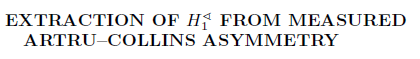 EXTRACTION OF H₁∢ FROM MEASURED
ARTRU–COLLINS ASYMMETRY